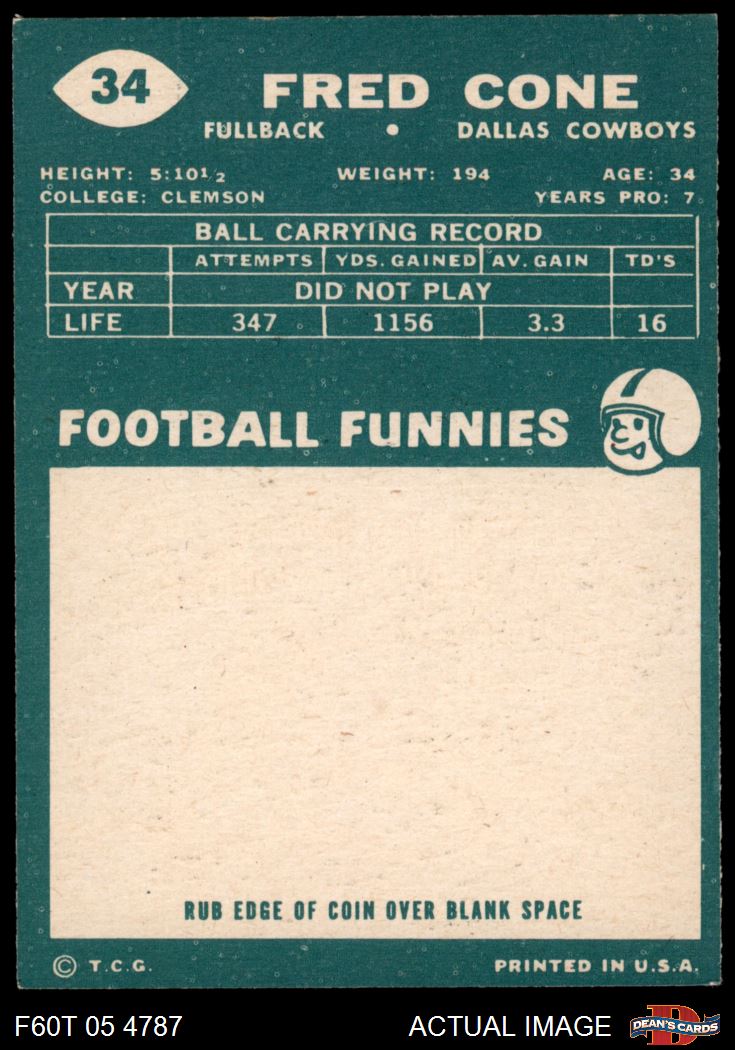 34
FRED CONE
FULLBACK • DALLAS COWBOYS
HEIGHT: 5:10½ WEIGHT: 194 AGE: 34
COLLEGE: CLEMSON YEARS PRO: 7
BALL CARRYING RECORD
ATTEMPTS YDS. GAINED AV. GAIN TD'S
YEAR DID NOT PLAY
LIFE 347 1156 3.3 16
FOOTBALL FUNNIES
RUB EDGE OF COIN OVER BLANK SPACE
© T.C.G. PRINTED IN U.S.A.
F60T 05 4787 ACTUAL IMAGE D DEAN'S CARDS